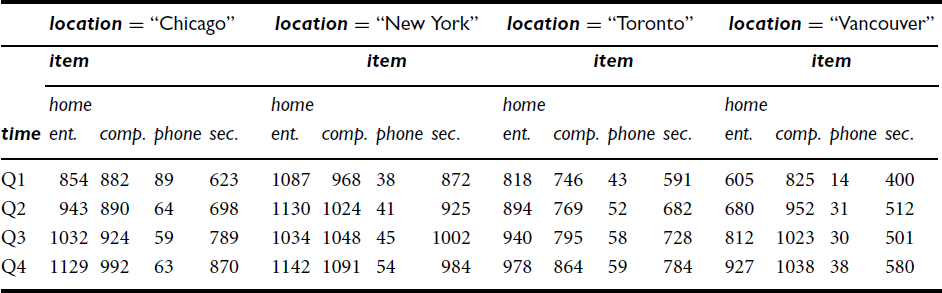 location = “Chicago” location = “New York” location = “Toronto” location = “Vancouver”
item item item item
home home home home
time ent. comp. phone sec. ent. comp. phone sec. ent. comp. phone sec. ent. comp. phone sec.
Q1 854 882 89 623 1087 968 38 872 818 746 43 591 605 825 14 400
Q2 943 890 64 698 1130 1024 41 925 894 769 52 682 680 952 31 512
Q3 1032 924 59 789 1034 1048 45 1002 940 795 58 728 812 1023 30 501
Q4 1129 992 63 870 1142 1091 54 984 978 864 59 784 927 1038 38 580